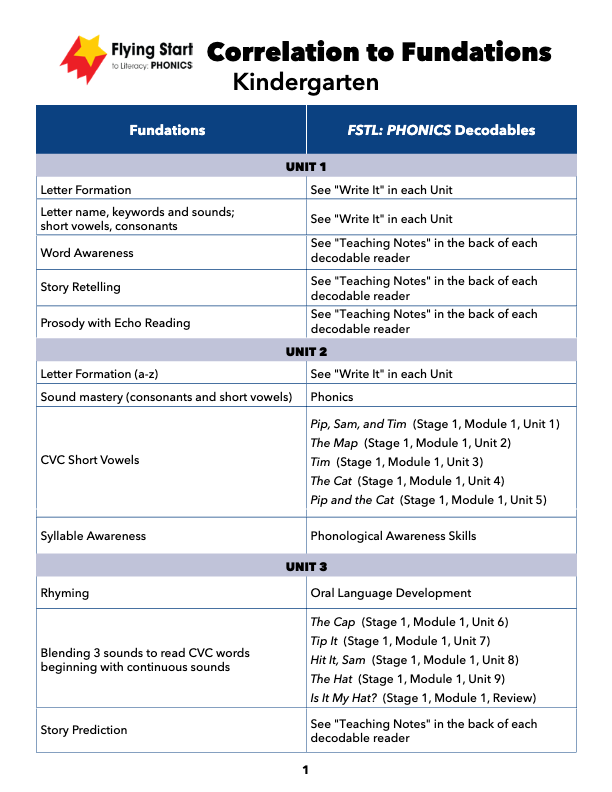 Flying Start
to Literacy: PHONICS
Correlation to Fundations
Kindergarten
Fundations
FSTL: PHONICS Decodables
UNIT 1
Letter Formation
See "Write It" in each Unit
Letter name, keywords and sounds;
short vowels, consonants
See "Write It" in each Unit
Word Awareness
See "Teaching Notes" in the back of each
decodable reader
Story Retelling
See "Teaching Notes" in the back of each
decodable reader
Prosody with Echo Reading
See "Teaching Notes" in the back of each
decodable reader
UNIT 2
Letter Formation (a-z)
See "Write It" in each Unit
Sound mastery (consonants and short vowels)
Phonics
CVC Short Vowels
Pip, Sam, and Tim (Stage 1, Module 1, Unit 1)
The Map (Stage 1, Module 1, Unit 2)
Tim (Stage 1, Module 1, Unit 3)
The Cat (Stage 1, Module 1, Unit 4)
Pip and the Cat (Stage 1, Module 1, Unit 5)
Syllable Awareness
Phonological Awareness Skills
UNIT 3
Rhyming
Oral Language Development
Blending 3 sounds to read CVC words
beginning with continuous sounds
The Cap (Stage 1, Module 1, Unit 6)
Tip It (Stage 1, Module 1, Unit 7)
Hit It, Sam (Stage 1, Module 1, Unit 8)
The Hat (Stage 1, Module 1, Unit 9)
Is It My Hat? (Stage 1, Module 1, Review)
Story Prediction
See "Teaching Notes" in the back of each
decodable reader
1